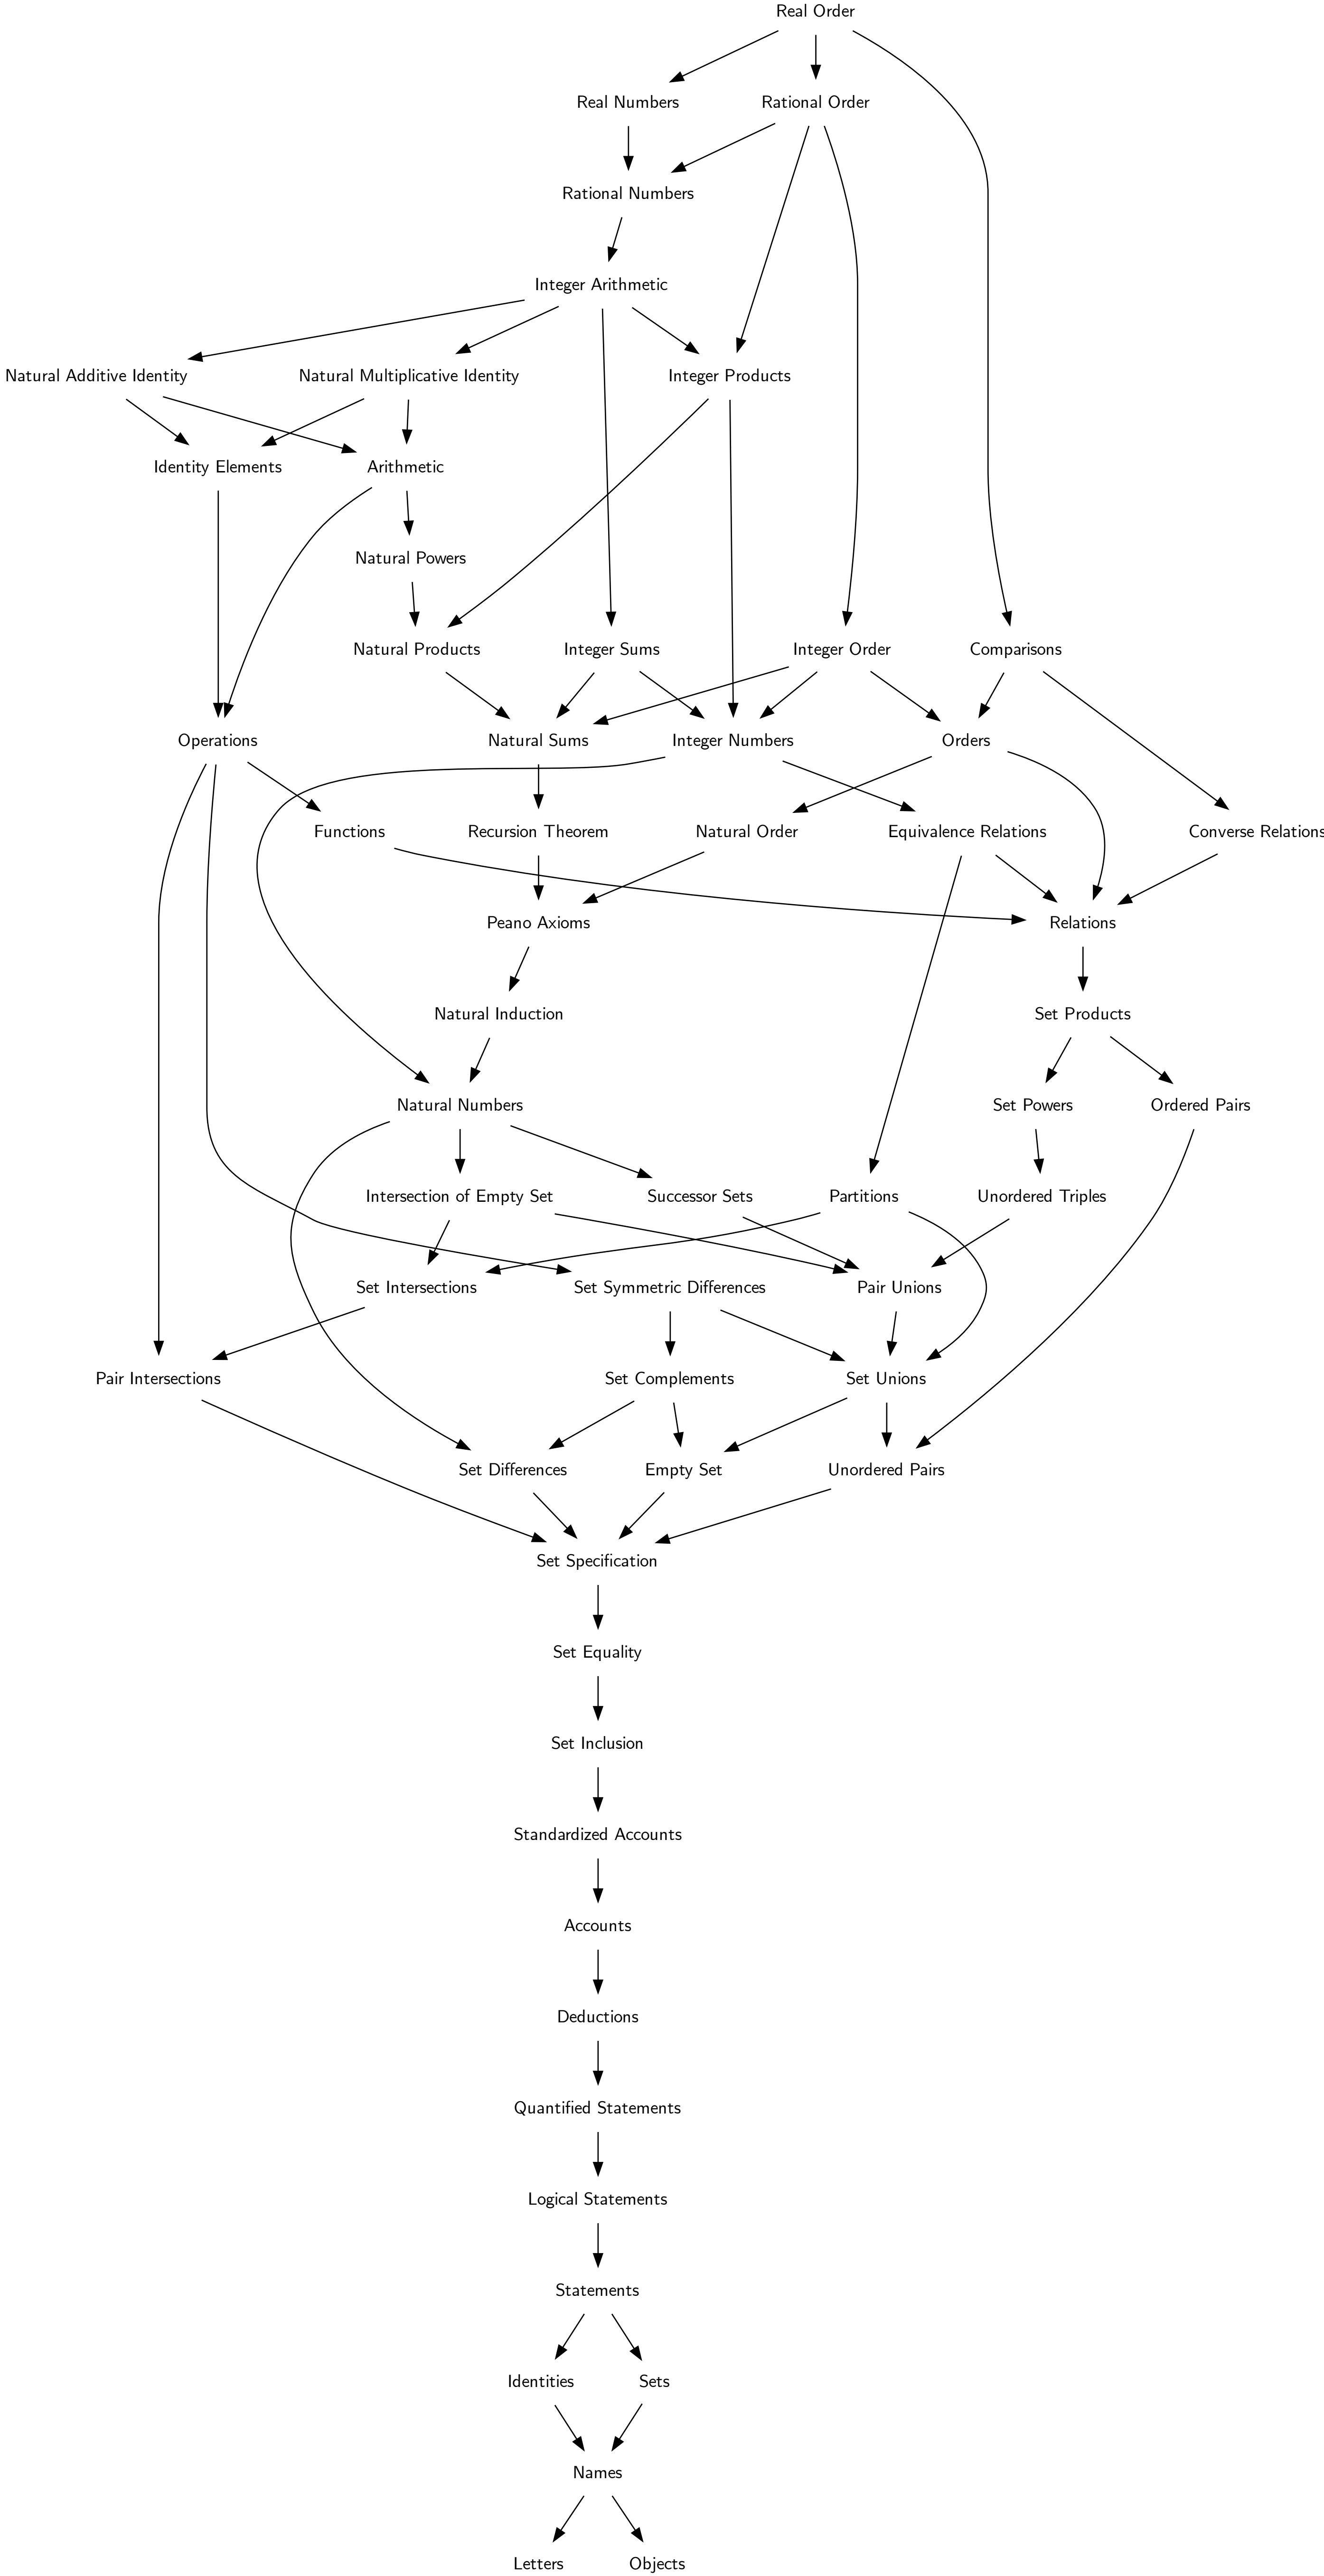 Real Order
Real Numbers
Rational Order
Rational Numbers
Integer Arithmetic
Natural Additive Identity
Natural Multiplicative Identity
Integer Products
Identity Elements
Arithmetic
Natural Powers
Natural Products
Integer Sums
Integer Order
Comparisons
Operations
Natural Sums
Integer Numbers
Orders
Functions
Recursion Theorem
Natural Order
Equivalence Relations
Converse Relations
Peano Axioms
Relations
Natural Induction
Set Products
Natural Numbers
Set Powers
Ordered Pairs
Intersection of Empty Set
Successor Sets
Partitions
Unordered Triples
Set Intersections
Set Symmetric Differences
Pair Unions
Pair Intersections
Set Complements
Set Unions
Set Differences
Empty Set
Unordered Pairs
Set Specification
Set Equality
Set Inclusion
Standardized Accounts
Accounts
Deductions
Quantified Statements
Logical Statements
Statements
Identities
Sets
Names
Letters
Objects